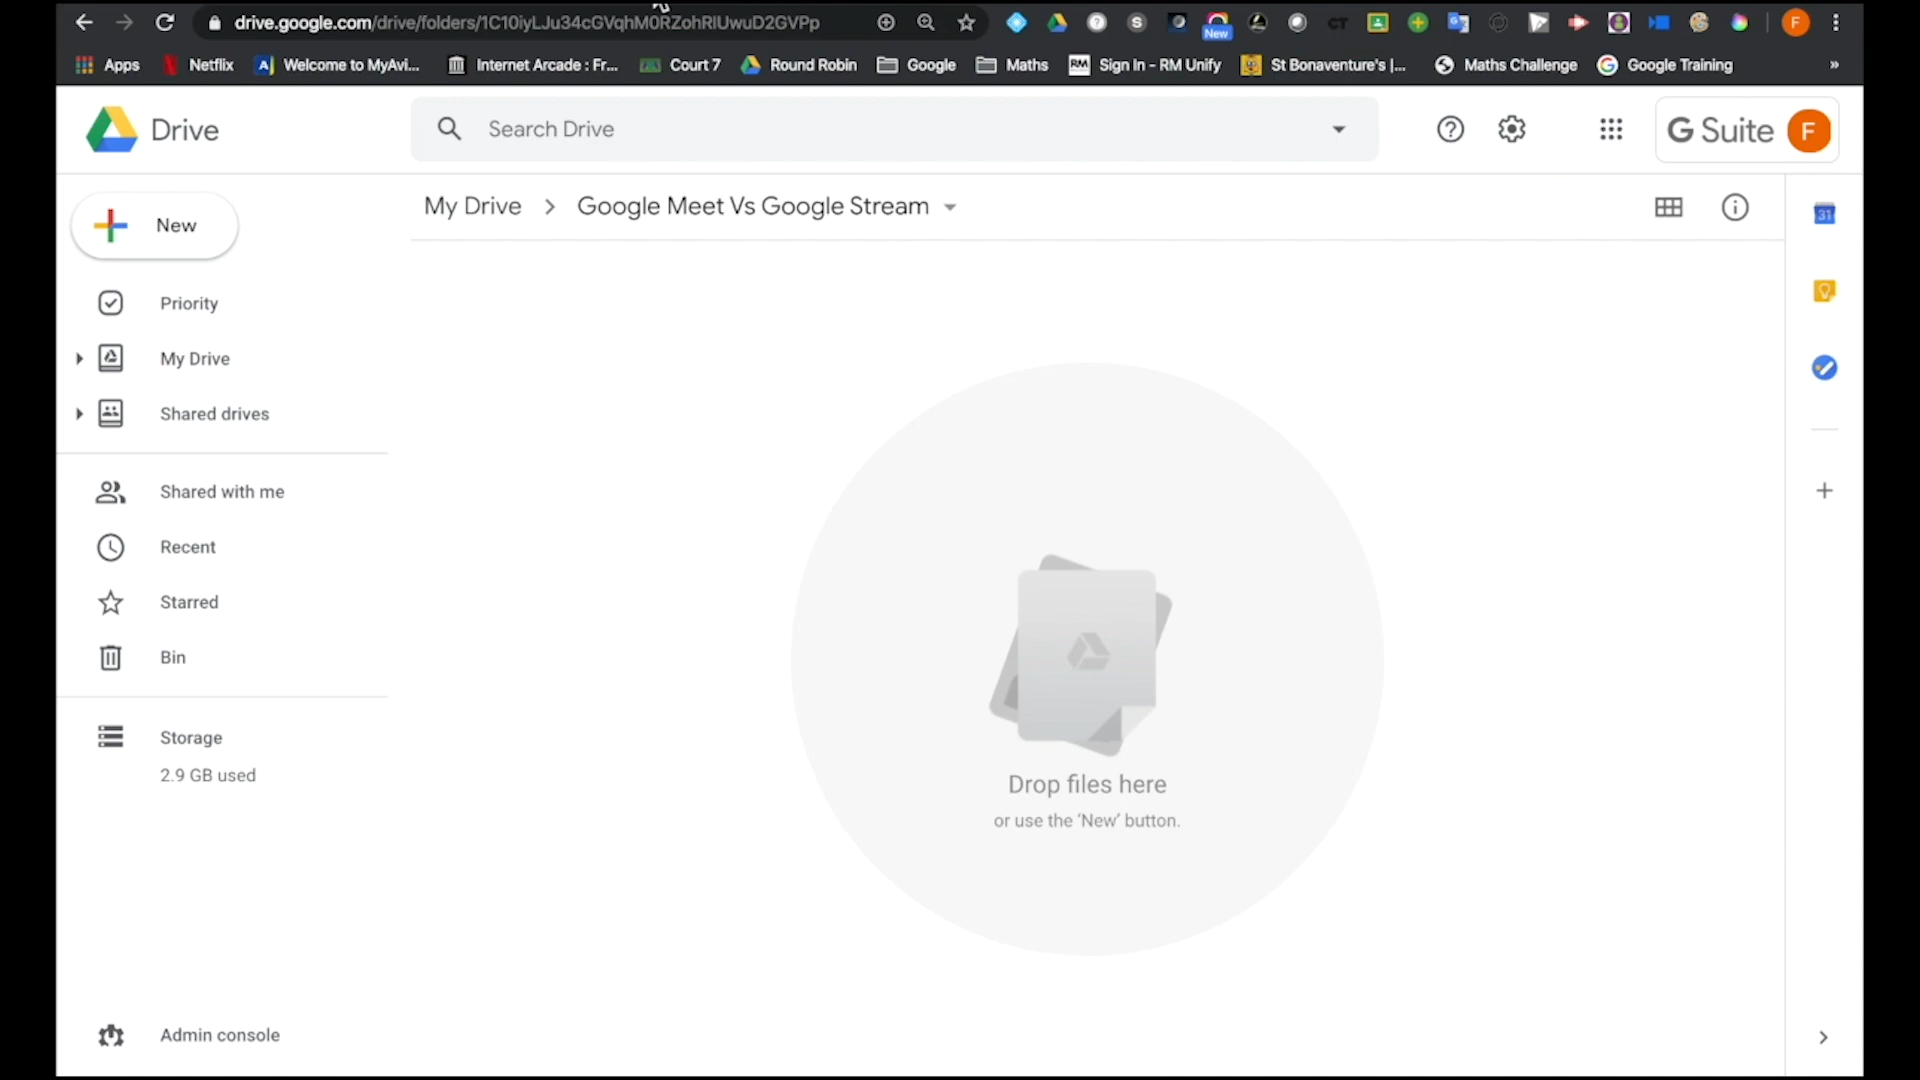 drive.google.com/drive/folders/1C10iyLJu34cGVqhM0RZohRlUwuD2GVPp
New
CT
F
Apps
Netflix
Welcome to MyAvi...
Internet Arcade : Fr...
Court 7
Round Robin
Google
Maths
RM
Sign In - RM Unify
St Bonaventure's |...
Maths Challenge
Google Training
»
Drive
Search Drive
G Suite
F
New
My Drive > Google Meet Vs Google Stream
31
Priority
My Drive
Shared drives
Shared with me
Recent
Starred
Bin
Storage
2.9 GB used
Drop files here
or use the ‘New’ button.
Admin console